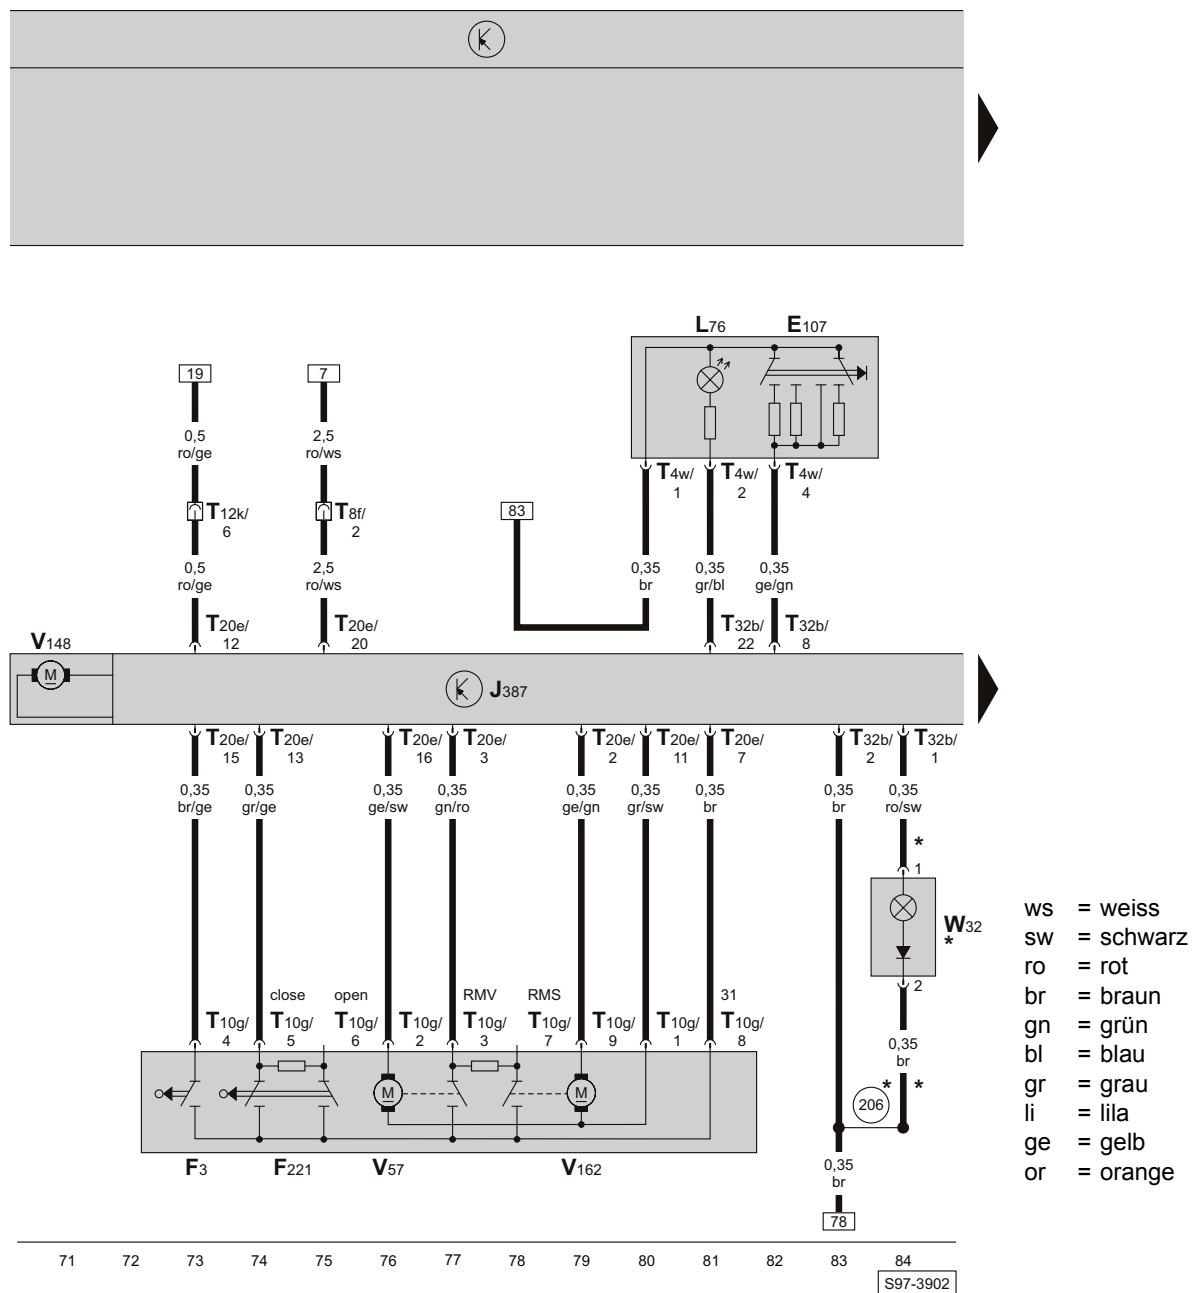 L76 E107
19 7
0,5 2,5
ro/ge ro/ws
T4w/ T4w/ T4w/
1 2 4
T12k/ T8f/ 83
6 2
0,5 2,5 0,35 0,35 0,35
ro/ge ro/ws br gr/bl ge/gn
T20e/ T20e/ T32b/ T32b/
12 20 22 8
V148
M
J387
T20e/ T20e/ T20e/ T20e/ T20e/ T20e/ T20e/ T32b/ T32b/
15 13 16 3 2 11 7 2 1
0,35 0,35 0,35 0,35 0,35 0,35 0,35 0,35 0,35
br/ge gr/ge ge/sw gn/ro ge/gn gr/sw br br ro/sw
*
1
W32
*
2
ws = weiss
sw = schwarz
ro = rot
br = braun
gn = grün
bl = blau
gr = grau
li = lila
ge = gelb
or = orange
close open RMV RMS 31
T10g/ T10g/ T10g/ T10g/ T10g/ T10g/ T10g/ T10g/ T10g/
4 5 6 2 3 7 9 1 8
0,35
br
* *
206
M M
F3 F221 V57 V162
0,35
br
78
71 72 73 74 75 76 77 78 79 80 81 82 83 84
S97-3902